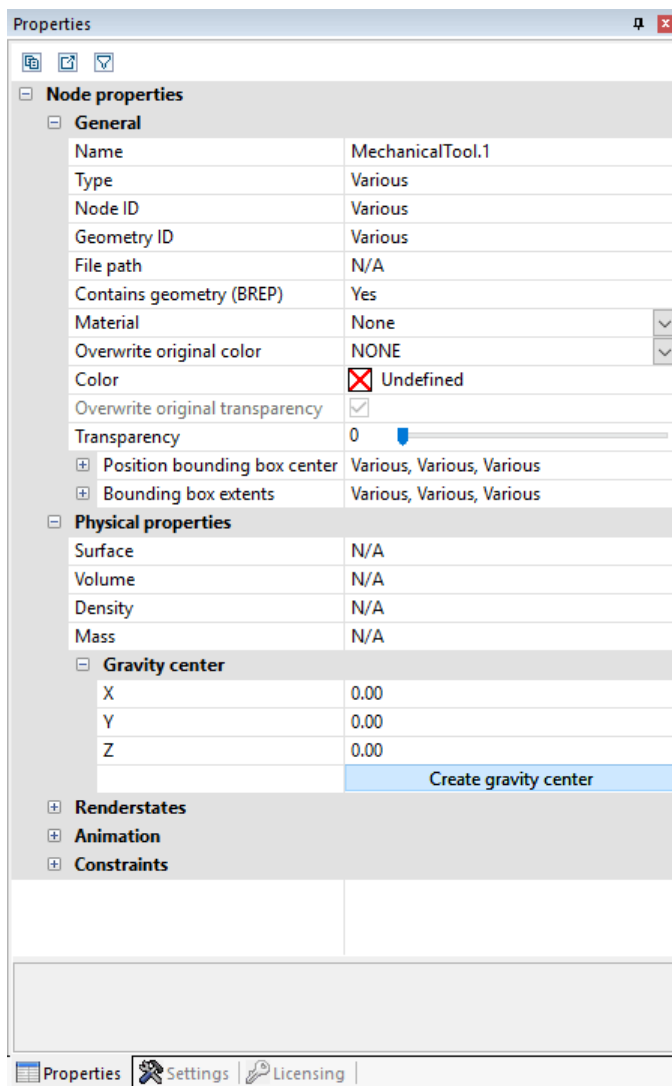 Properties
Node properties
General
Name MechanicalTool.1
Type Various
Node ID Various
Geometry ID Various
File path N/A
Contains geometry (BREP) Yes
Material None
Overwrite original color NONE
Color Undefined
Overwrite original transparency
Transparency 0
Position bounding box center Various, Various, Various
Bounding box extents Various, Various, Various
Physical properties
Surface N/A
Volume N/A
Density N/A
Mass N/A
Gravity center
X 0.00
Y 0.00
Z 0.00
Create gravity center
Renderstates
Animation
Constraints
Properties Settings Licensing